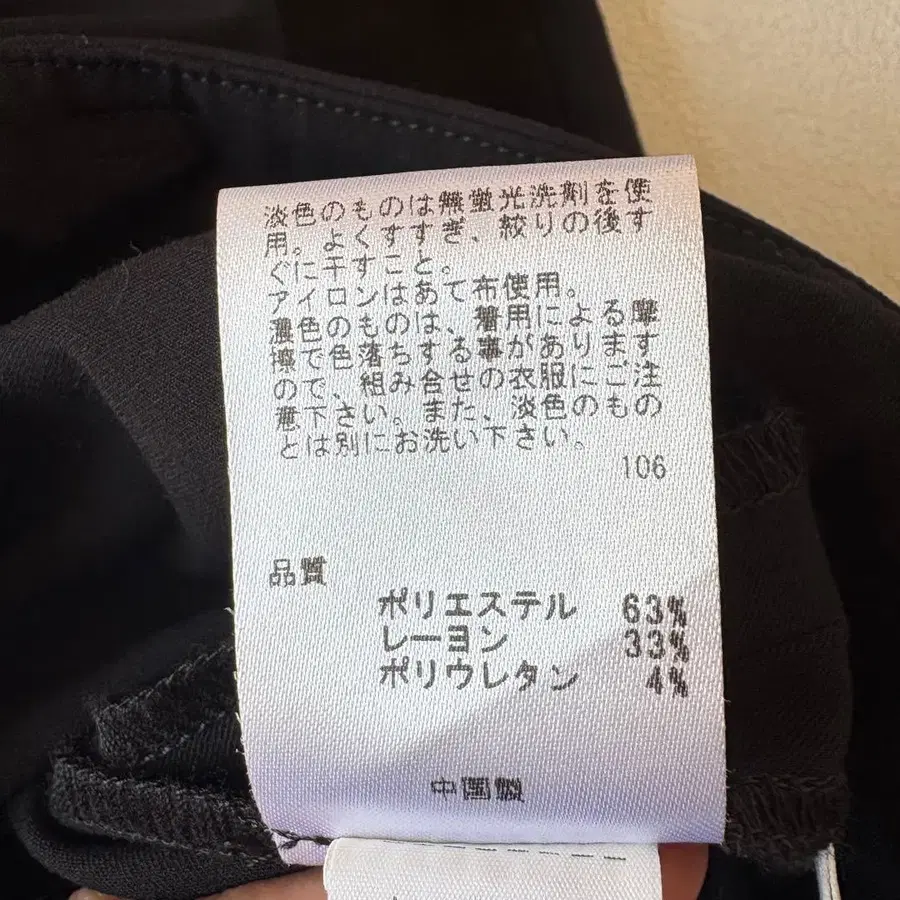 淡色のものは無蛍光洗剤を使
用。よくすすぎ、絞りの後す
ぐに干すこと。
アイロンはあて布使用。
濃色のものは、着用による摩
擦で色落ちする事があります
ので、組み合せの衣服にご注
意下さい。また、淡色のもの
とは別にお洗い下さい。
106
品質
ポリエステル 63%
レーヨン 33%
ポリウレタン 4%
中国製